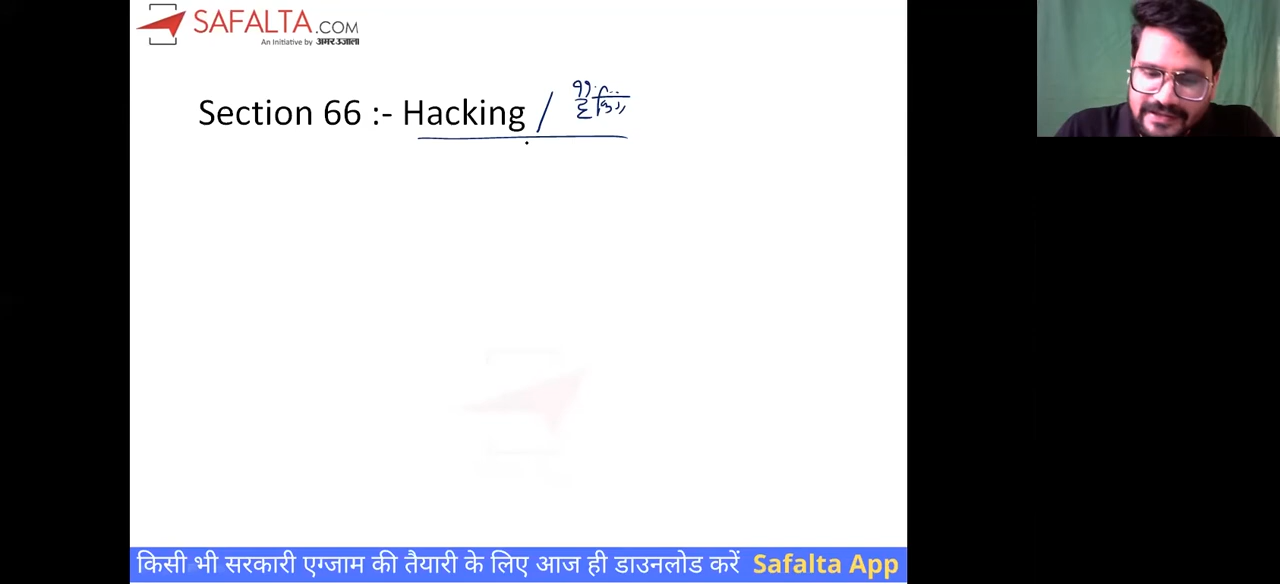 SAFALTA.COM
An Initiative by अमर उजाला
Section 66 :- Hacking /
किसी भी सरकारी एग्जाम की तैयारी के लिए आज ही डाउनलोड करें Safalta App